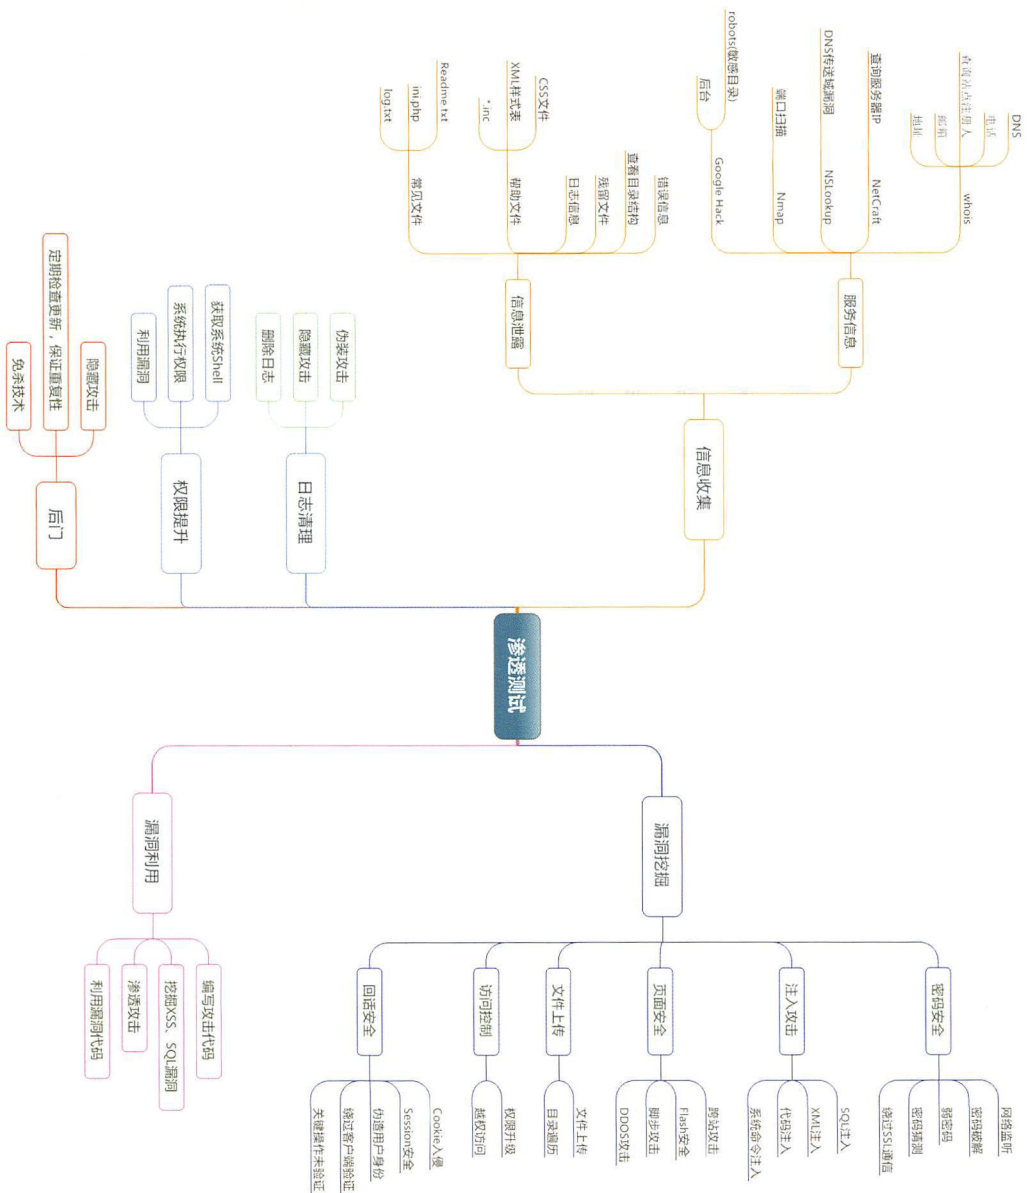 渗透测试
漏洞挖掘
密码安全
网络监听
密码破解
弱密码
密码猜测
绕过SSL通信
注入攻击
SQL注入
XML注入
代码注入
系统命令注入
页面安全
跨站攻击
Flash安全
脚步攻击
DDOS攻击
文件上传
文件上传
目录遍历
访问控制
权限升级
越权访问
回话安全
Cookie入侵
Session安全
伪造用户身份
绕过客户端验证
关键操作未验证
漏洞利用
编写攻击代码
挖掘XSS、SQL漏洞
渗透攻击
利用漏洞代码
信息收集
服务信息
whois
DNS
电话
查询站点注册人
邮箱
地址
NetCraft
查询服务器IP
NSLookup
DNS传送域漏洞
Nmap
端口扫描
Google Hack
robots(敏感目录)
后台
信息泄露
错误信息
查看目录结构
残留文件
日志信息
帮助文件
CSS文件
XML样式表
*.inc
常见文件
Readme txt
ini.php
log.txt
日志清理
伪装攻击
隐藏攻击
删除日志
权限提升
获取系统Shell
系统执行权限
利用漏洞
后门
隐藏攻击
定期检查更新，保证重复性
免杀技术